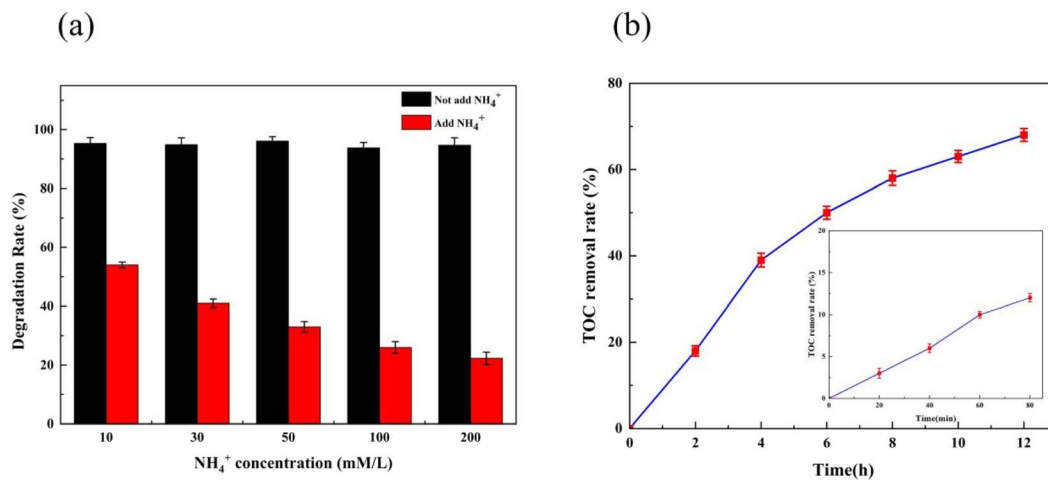 (a)
Not add NH₄⁺
Add NH₄⁺
100
80
60
40
20
0
Degradation Rate (%)
10 30 50 100 200
NH₄⁺ concentration (mM/L)
(b)
80
60
40
20
0
TOC removal rate (%)
0 2 4 6 8 10 12
Time(h)
20
15
10
5
0
TOC removal rate (%)
0 20 40 60 80
Time(min)